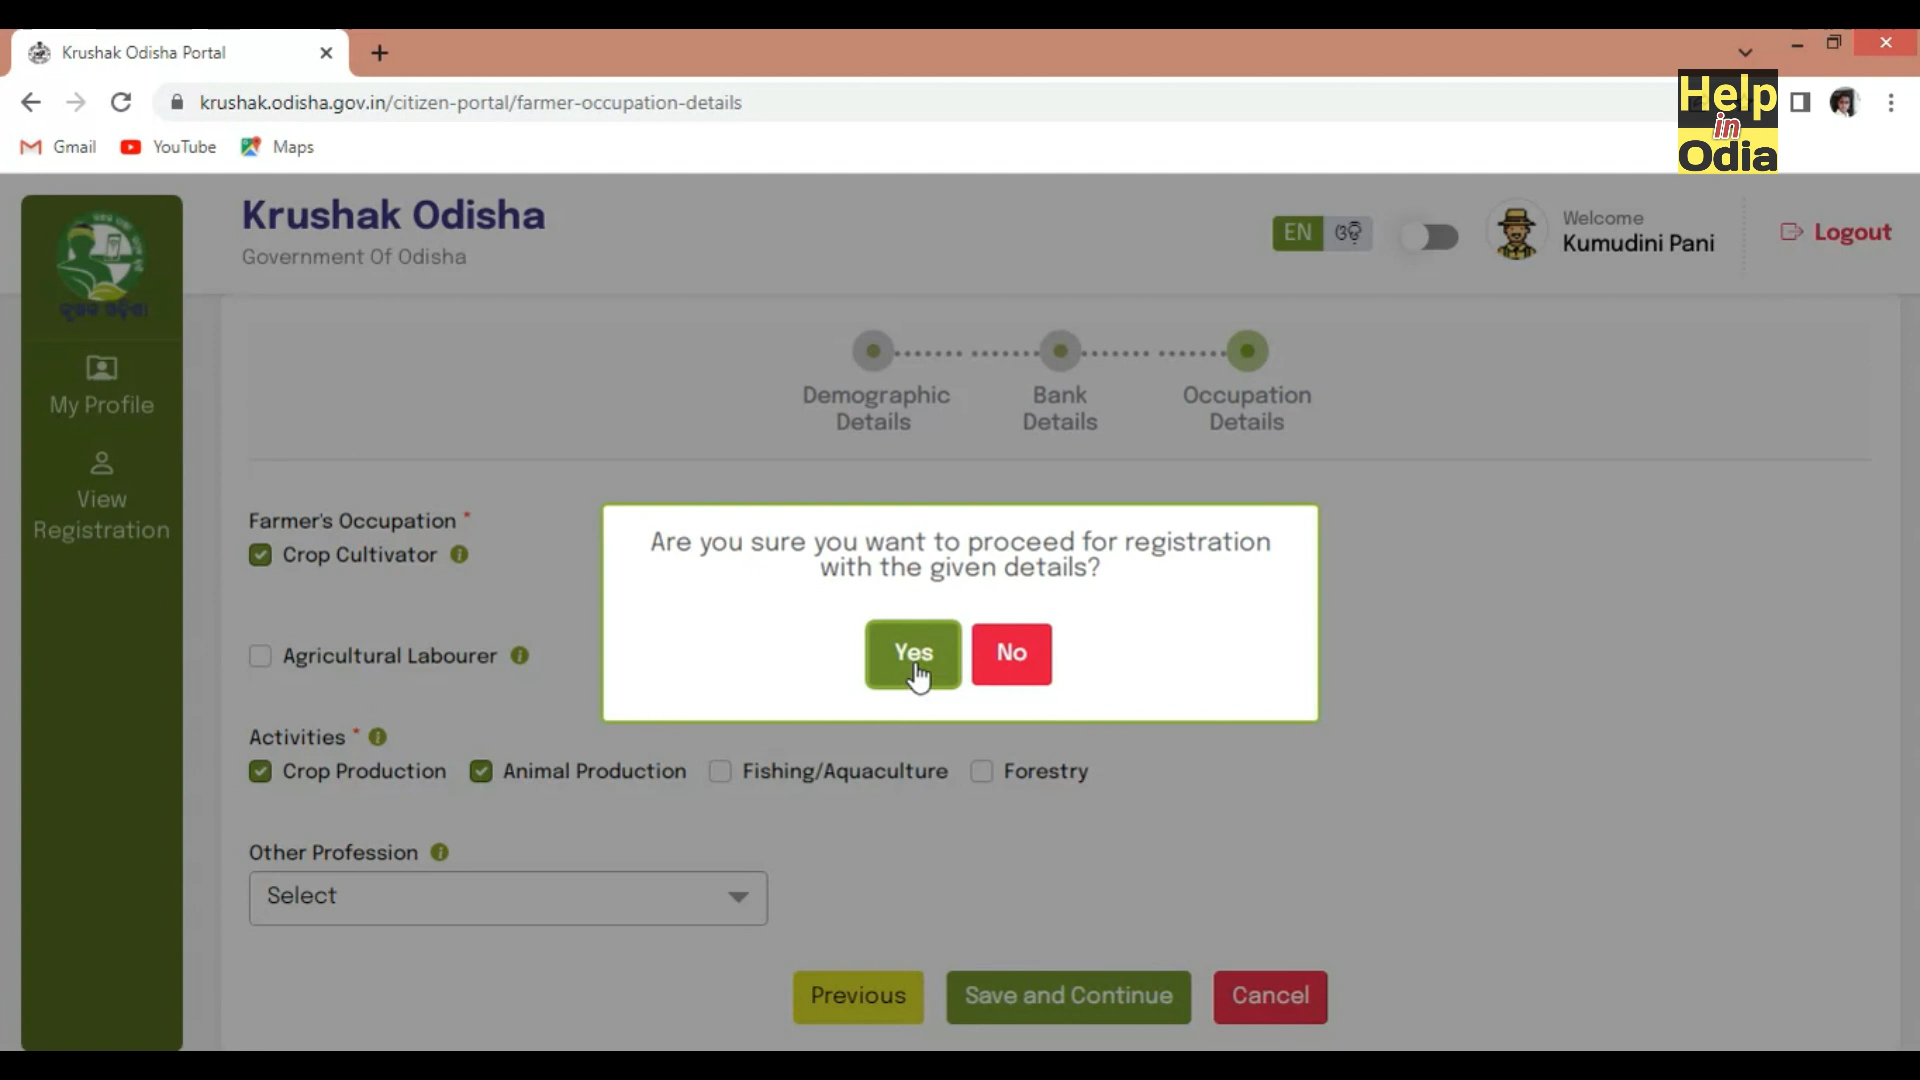 Krushak Odisha Portal
krushak.odisha.gov.in/citizen-portal/farmer-occupation-details
Help
in
Odia
Gmail
YouTube
Maps
Krushak Odisha
Government Of Odisha
EN
ଓଡ଼ି
Welcome
Kumudini Pani
Logout
କୃଷକ ଓଡ଼ିଶା
My Profile
View
Registration
Demographic
Details
Bank
Details
Occupation
Details
Farmer's Occupation *
Crop Cultivator
Agricultural Labourer
Are you sure you want to proceed for registration
with the given details?
Yes
No
Activities *
Crop Production
Animal Production
Fishing/Aquaculture
Forestry
Other Profession
Select
Previous
Save and Continue
Cancel